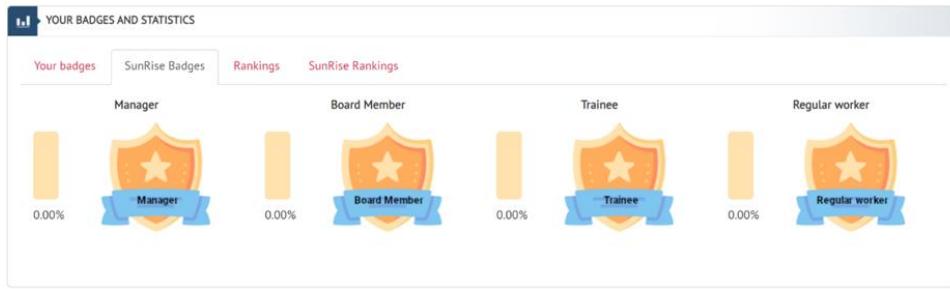 YOUR BADGES AND STATISTICS
Your badges SunRise Badges Rankings SunRise Rankings
Manager Board Member Trainee Regular worker
Manager Board Member Trainee Regular worker
0.00% 0.00% 0.00% 0.00%